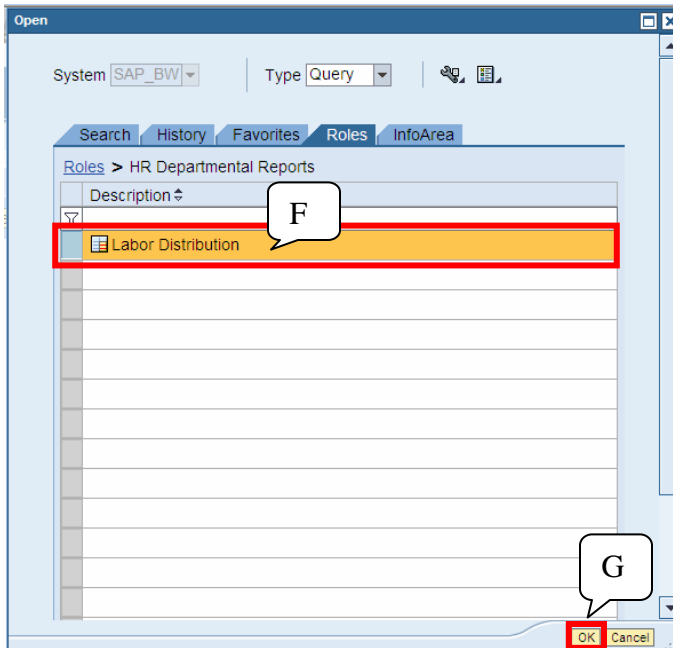 Open
System SAP_BW Type Query
Search History Favorites Roles InfoArea
Roles > HR Departmental Reports
Description
F
Labor Distribution
G
OK Cancel